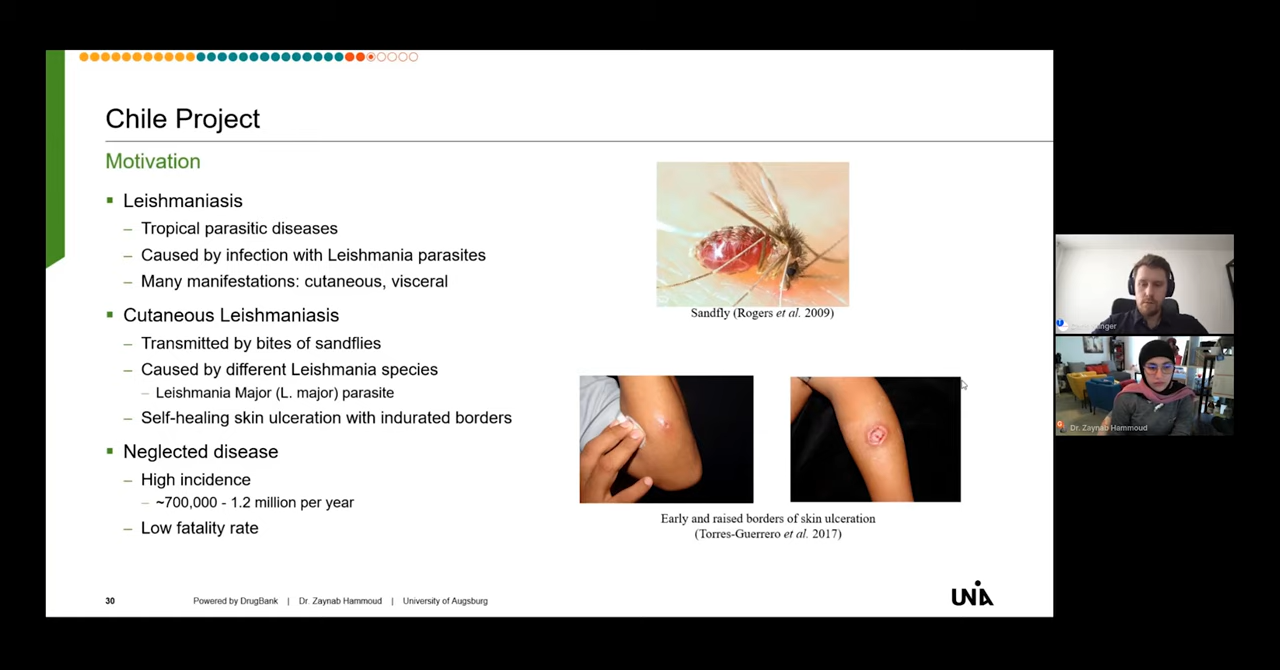 Chile Project
Motivation
Leishmaniasis
– Tropical parasitic diseases
– Caused by infection with Leishmania parasites
– Many manifestations: cutaneous, visceral
Cutaneous Leishmaniasis
– Transmitted by bites of sandflies
– Caused by different Leishmania species
– Leishmania Major (L. major) parasite
– Self-healing skin ulceration with indurated borders
Neglected disease
– High incidence
– ~700,000 - 1.2 million per year
– Low fatality rate
Sandfly (Rogers et al. 2009)
Early and raised borders of skin ulceration
(Torres-Guerrero et al. 2017)
30 Powered by DrugBank | Dr. Zaynab Hammoud | University of Augsburg
UNIA
Dr. Zaynab Hammoud